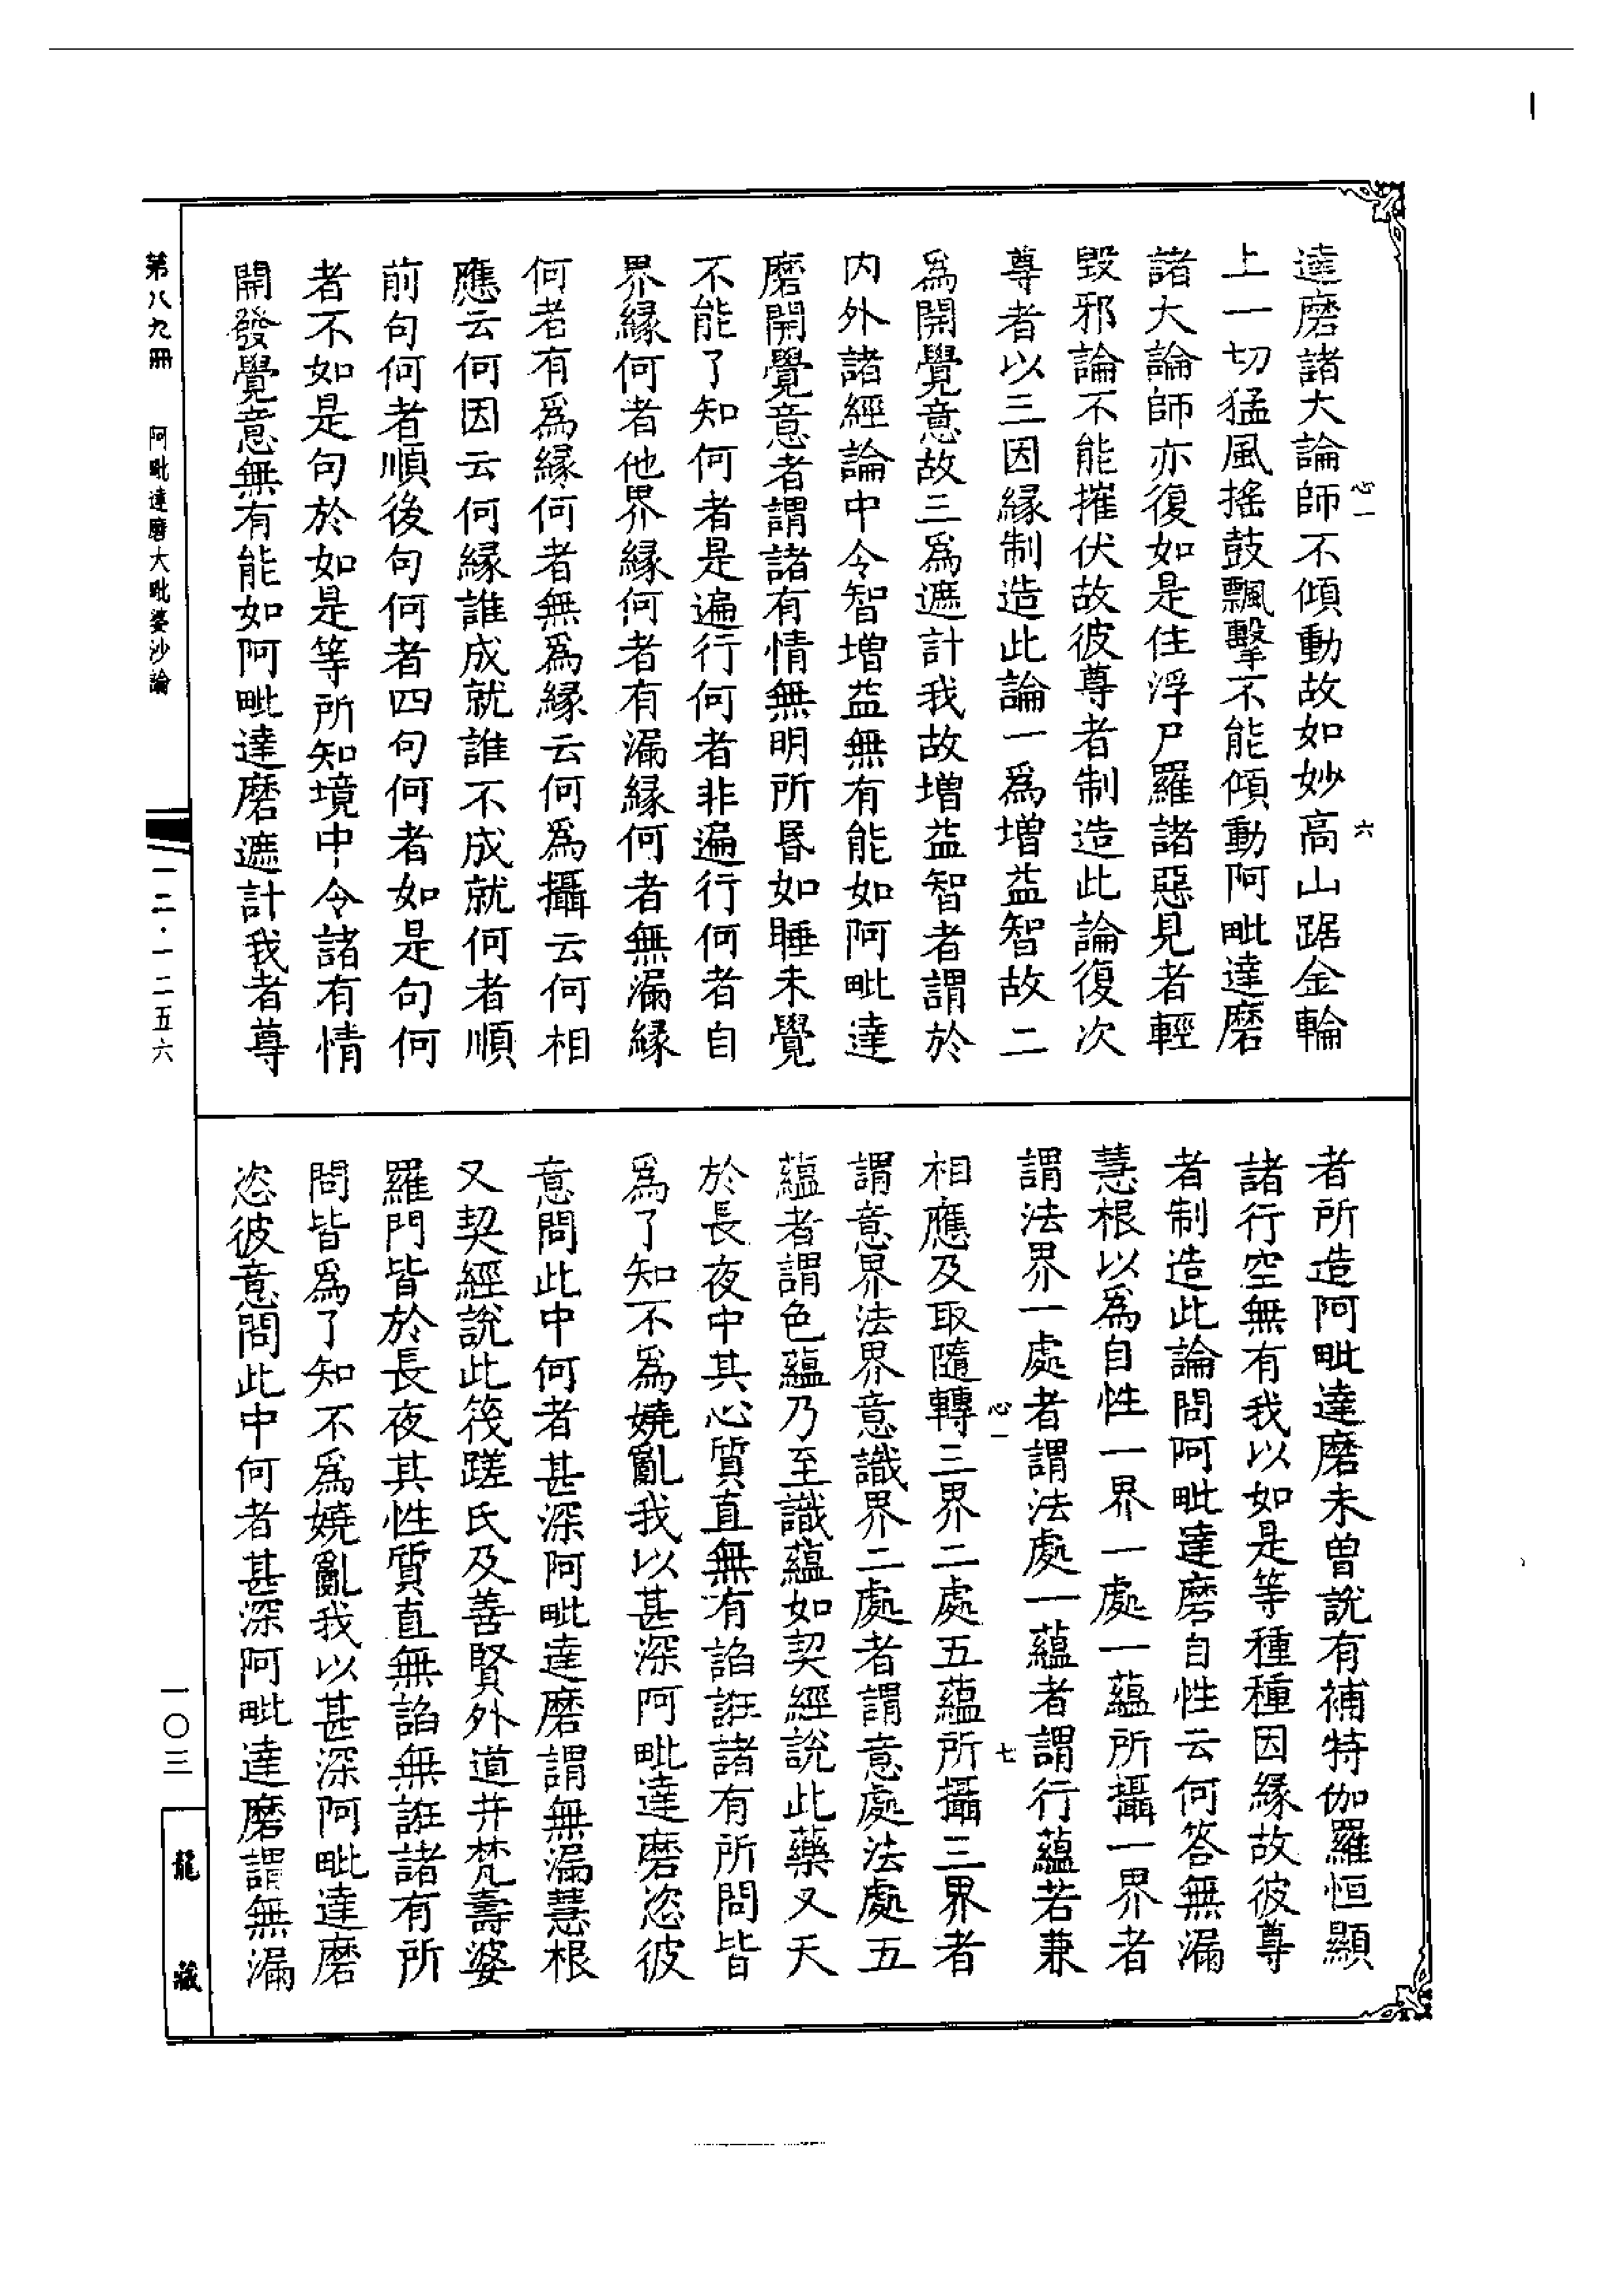 達磨諸大論師不傾動故如妙高山踞金輪
上一切猛風搖鼓飄擊不能傾動阿毗達磨
諸大論師亦復如是住淨尸羅諸惡見者輕
毀邪論不能摧伏故彼尊者制造此論復次
尊者以三因緣制造此論一為增益智故二
為開覺意故三為遮計我故增益智者謂於
內外諸經論中令智增益無有能如阿毗達
磨開覺意者謂諸有情無明所昏如睡未覺
不能了知何者是遍行何者非遍行何者自
界緣何者他界緣何者有漏緣何者無漏緣
何者有為緣何者無為緣云何為攝云何相
應云何因云何緣誰成就誰不成就何者順
前句何者順後句何者四句何者如是句何
者不如是句於如是等所知境中令諸有情
開發覺意無有能如阿毗達磨遮計我者尊
者所造阿毗達磨未曾說有補特伽羅恒顯
諸行空無有我以如是等種種因緣故彼尊
者制造此論問阿毗達磨自性云何答無漏
慧根以為自性一界一處一蘊所攝一界者
謂法界一處者謂法處一蘊者謂行蘊若兼
相應及取隨轉三界二處五蘊所攝三界者
謂意界法界意識界二處者謂意處法處五
蘊者謂色蘊乃至識蘊如契經說此藥叉天
於長夜中其心質直無有諂誑諸有所問皆
為了知不為嬈亂我以甚深阿毗達磨恣彼
意問此中何者甚深阿毗達磨謂無漏慧根
又契經說此筏蹉氏及善賢外道并梵壽婆
羅門皆於長夜其性質直無諂無誑諸有所
問皆為了知不為嬈亂我以甚深阿毗達磨
恣彼意問此中何者甚深阿毗達磨謂無漏
心一
六
心一
七
第八九冊
阿毗達磨大毗婆沙論
一二·一二五六
一〇三
龍藏